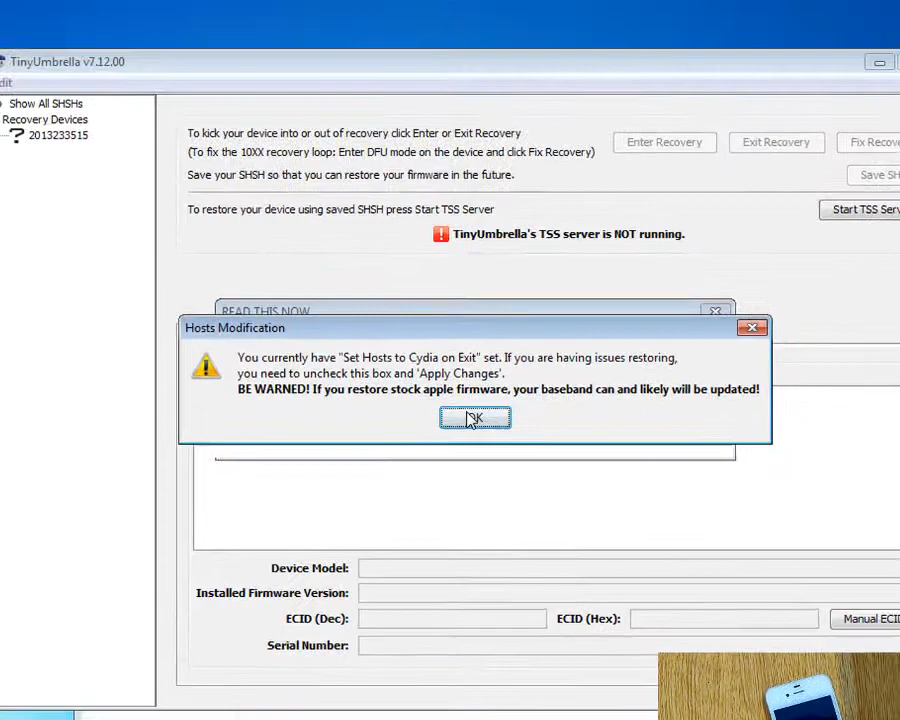 TinyUmbrella v7.12.00
dit
Show All SHSHs
Recovery Devices
2013233515
To kick your device into or out of recovery click Enter or Exit Recovery
(To fix the 10XX recovery loop: Enter DFU mode on the device and click Fix Recovery)
Enter Recovery
Exit Recovery
Fix Recove
Save your SHSH so that you can restore your firmware in the future.
Save SH
To restore your device using saved SHSH press Start TSS Server
Start TSS Serv
TinyUmbrella's TSS server is NOT running.
READ THIS NOW
Hosts Modification
You currently have "Set Hosts to Cydia on Exit" set. If you are having issues restoring,
you need to uncheck this box and 'Apply Changes'.
BE WARNED! If you restore stock apple firmware, your baseband can and likely will be updated!
OK
Device Model:
Installed Firmware Version:
ECID (Dec):
ECID (Hex):
Manual ECID
Serial Number: